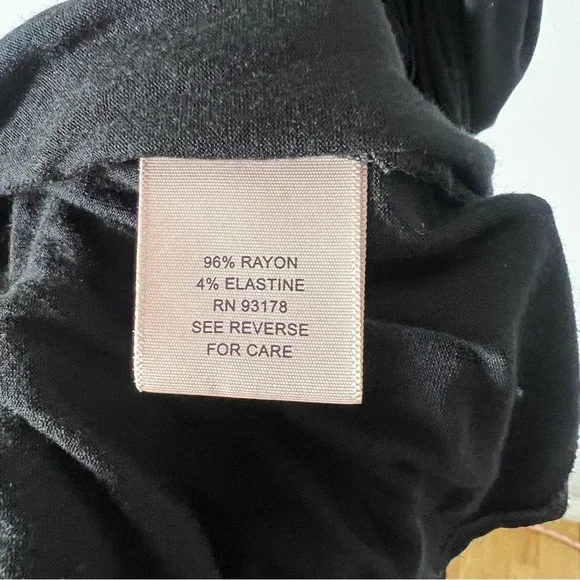 96% RAYON
4% ELASTINE
RN 93178
SEE REVERSE
FOR CARE